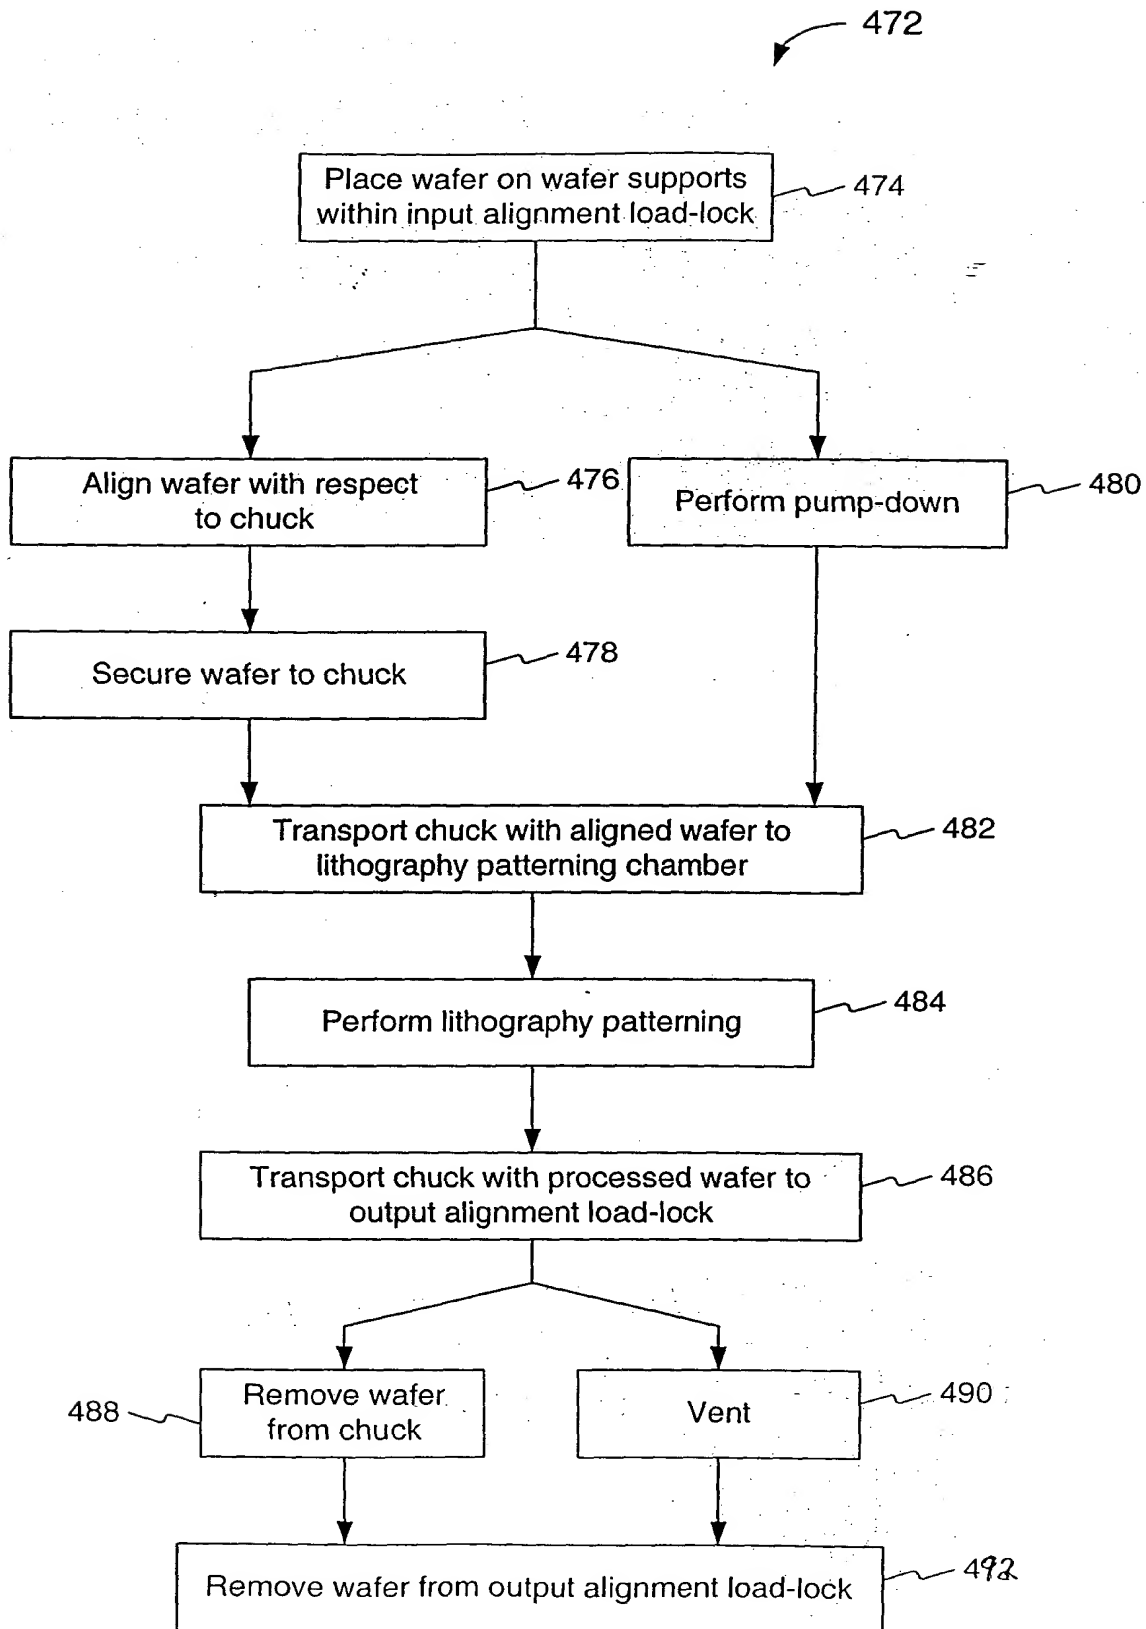 472
Place wafer on wafer supports
within input alignment load-lock
474
Align wafer with respect
to chuck
476
Perform pump-down
480
Secure wafer to chuck
478
Transport chuck with aligned wafer to
lithography patterning chamber
482
Perform lithography patterning
484
Transport chuck with processed wafer to
output alignment load-lock
486
488
Remove wafer
from chuck
Vent
490
Remove wafer from output alignment load-lock
492